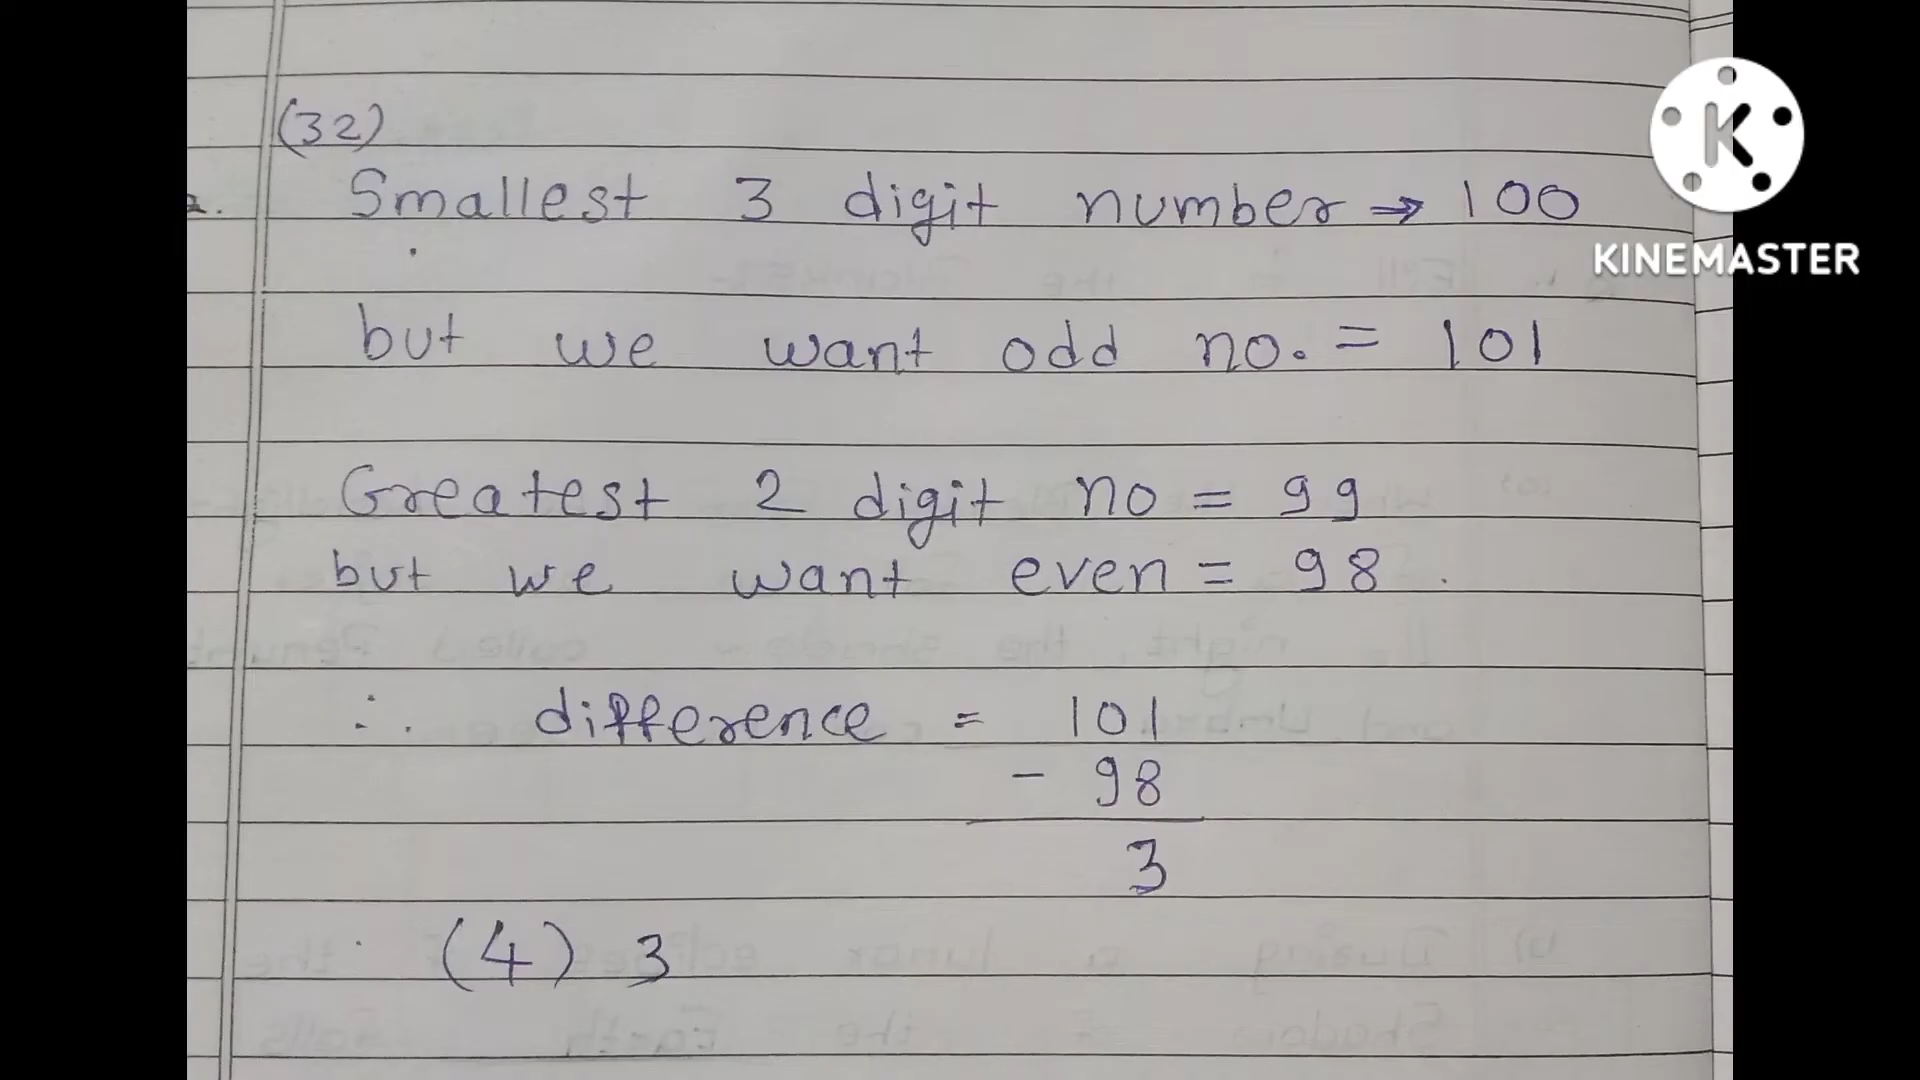 (32)
Smallest 3 digit number → 100
but we want odd no. = 101
Greatest 2 digit no = 99
but we want even = 98
∴ difference = 101
- 98
3
(4) 3
K
KINEMASTER